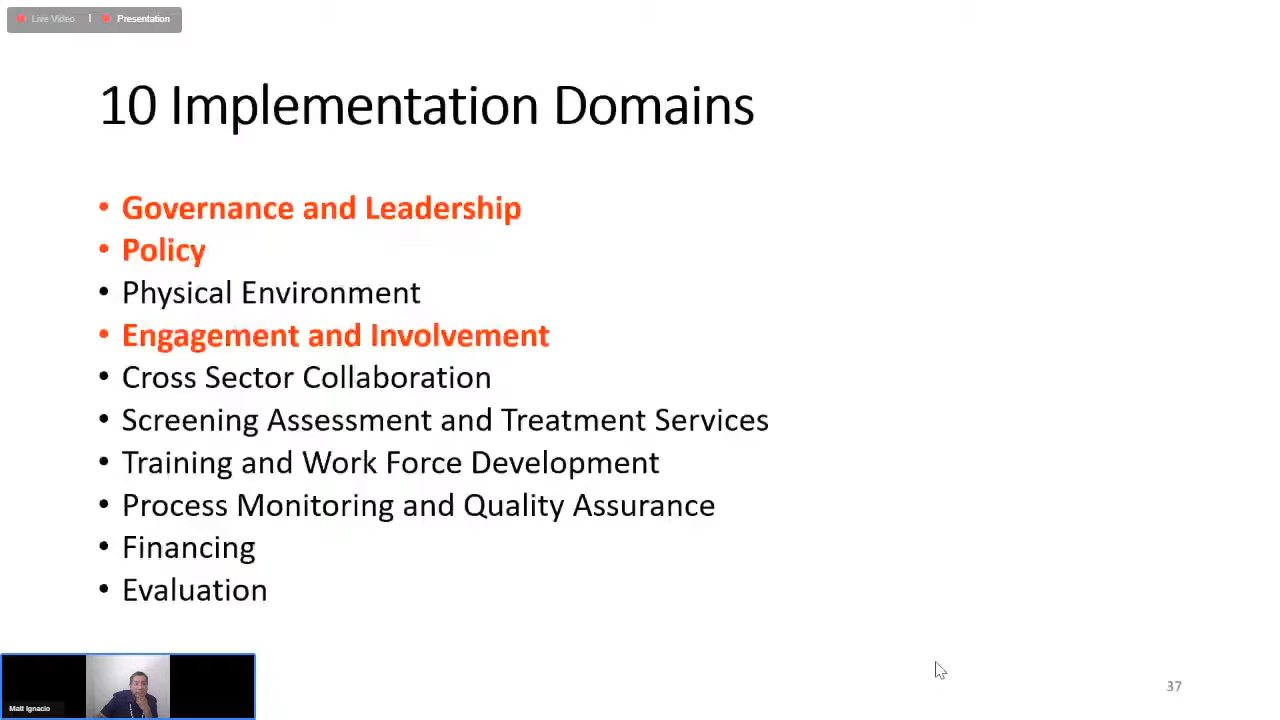 Live Video | Presentation
10 Implementation Domains
• Governance and Leadership
• Policy
• Physical Environment
• Engagement and Involvement
• Cross Sector Collaboration
• Screening Assessment and Treatment Services
• Training and Work Force Development
• Process Monitoring and Quality Assurance
• Financing
• Evaluation
Matt Ignacio
37